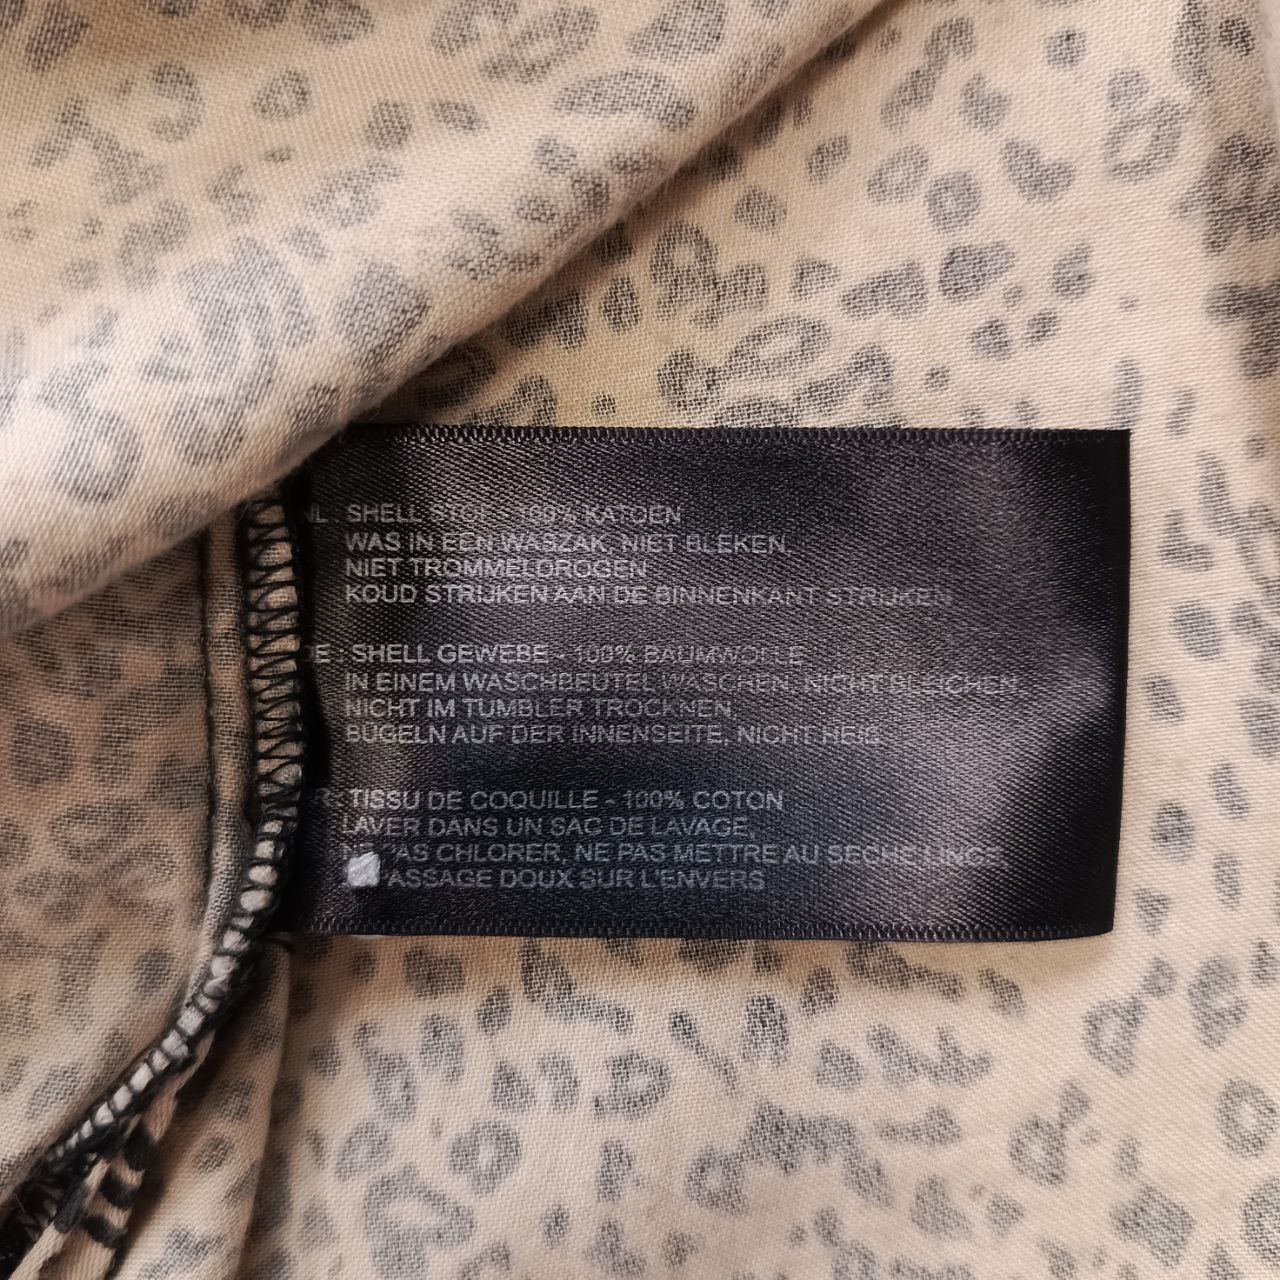 NL SHELL STOF - 100% KATOEN
WAS IN EEN WASZAK, NIET BLEKEN,
NIET TROMMELDROGEN
KOUD STRIJKEN AAN DE BINNENKANT STRIJKEN
DE SHELL GEWEBE - 100% BAUMWOLLE
IN EINEM WASCHBEUTEL WASCHEN, NICHT BLEICHEN,
NICHT IM TUMBLER TROCKNEN
BÜGELN AUF DER INNENSEITE, NICHT HEIß
FR TISSU DE COQUILLE - 100% COTON
LAVER DANS UN SAC DE LAVAGE,
NE PAS CHLORER, NE PAS METTRE AU SECHE LINGE,
ASSAGE DOUX SUR L'ENVERS